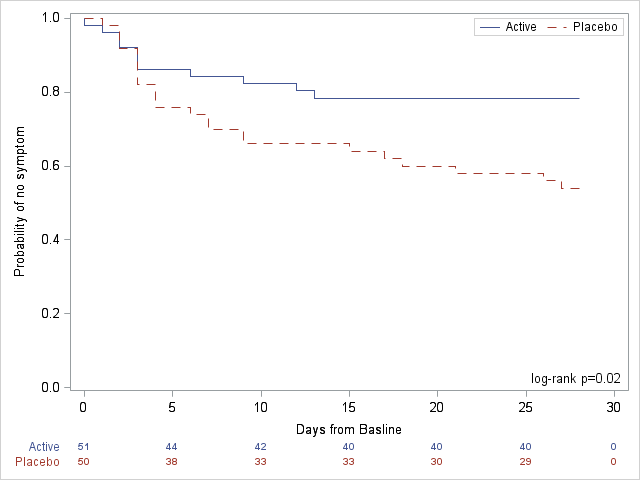 Active Placebo
1.0
0.8
0.6
0.4
0.2
0.0
Probability of no symptom
log-rank p=0.02
0 5 10 15 20 25 30
Days from Basline
Active 51 44 42 40 40 40 0
Placebo 50 38 33 33 30 29 0